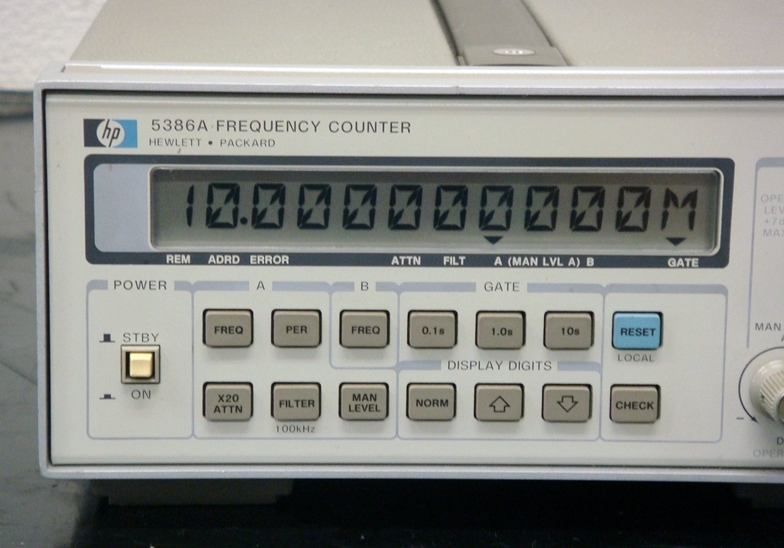 hp 5386A FREQUENCY COUNTER
HEWLETT • PACKARD
10.000000000M
REM ADRD ERROR ATTN FILT A (MAN LVL A) B GATE
POWER A B GATE
STBY
ON
FREQ PER FREQ 0.1s 1.0s 10s RESET
LOCAL
DISPLAY DIGITS
X20 ATTN FILTER MAN LEVEL NORM CHECK
100kHz
MAN